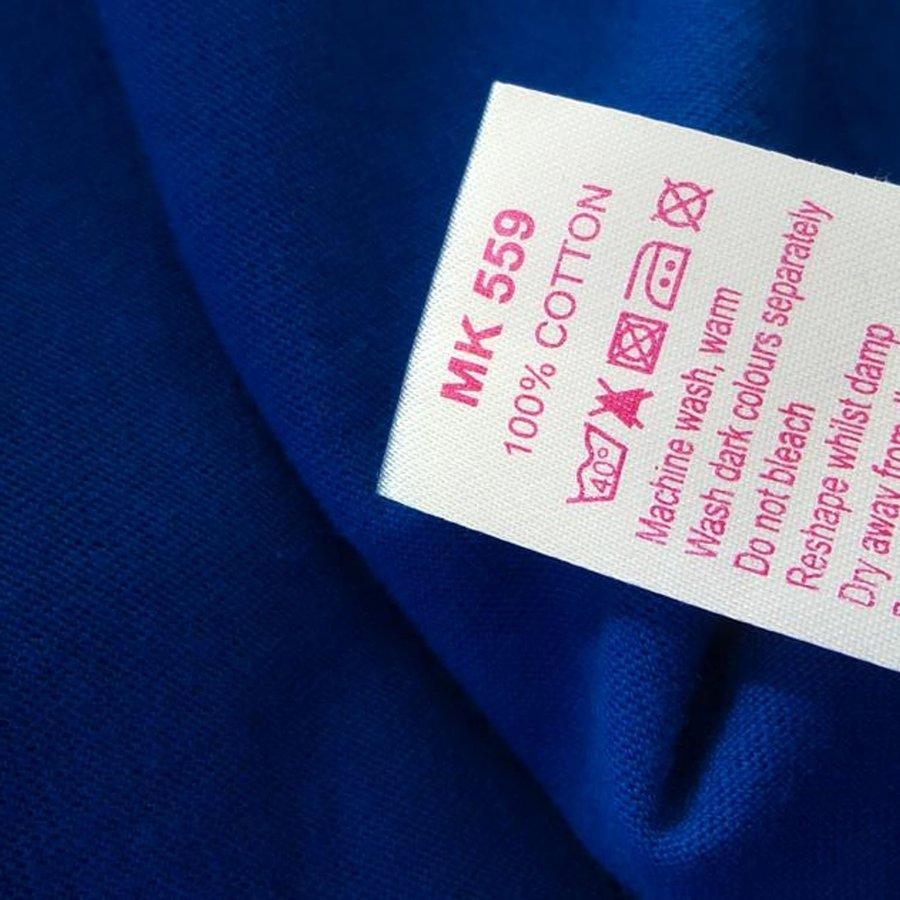 MK 559
100% COTTON
40°
Machine wash, warm
Wash dark colours separately
Do not bleach
Reshape whilst damp
Dry away from